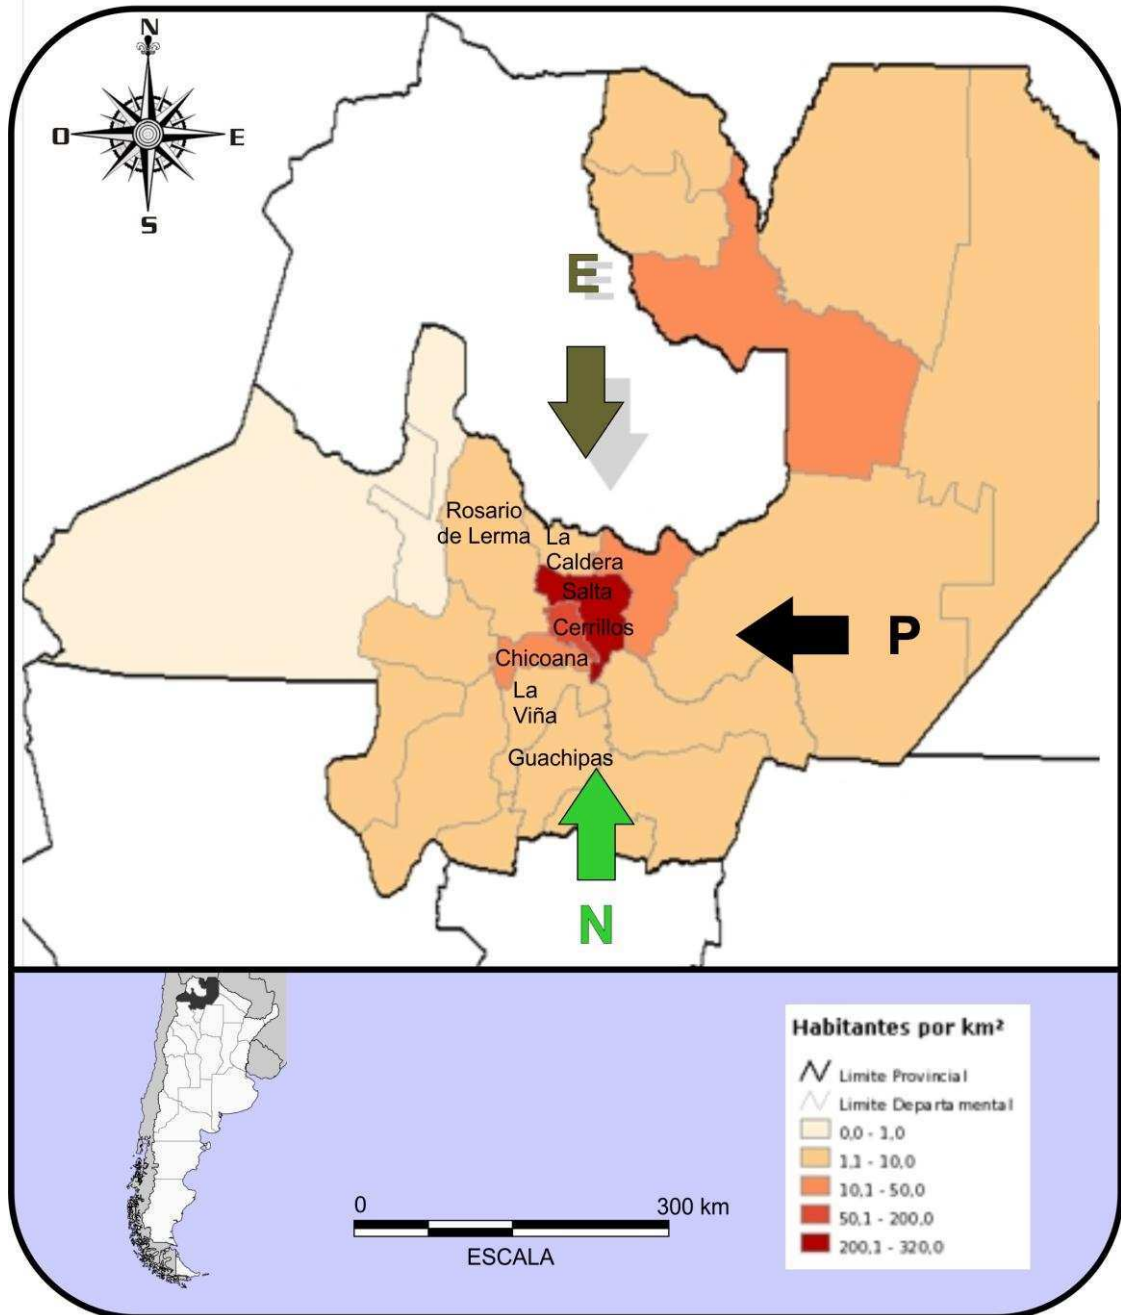 N
O
E
S
E
Rosario
de Lerma
La
Caldera
Salta
Cerrillos
P
Chicoana
La
Viña
Guachipas
N
Habitantes por km²
Limite Provincial
Limite Departamental
0,0 - 1,0
1,1 - 10,0
10,1 - 50,0
50,1 - 200,0
200,1 - 320,0
0
300 km
ESCALA